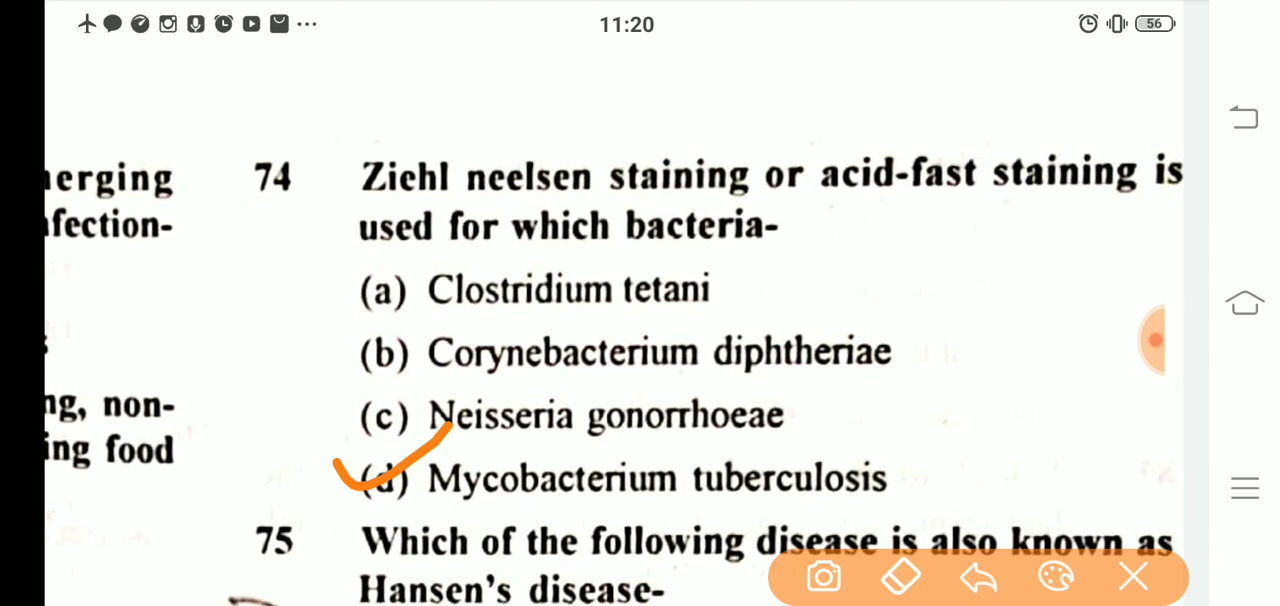 11:20
56
74 Ziehl neelsen staining or acid-fast staining is
used for which bacteria-
(a) Clostridium tetani
(b) Corynebacterium diphtheriae
(c) Neisseria gonorrhoeae
(d) Mycobacterium tuberculosis
75 Which of the following disease is also known as
Hansen's disease-
erging
fection-
ng, non-
ing food